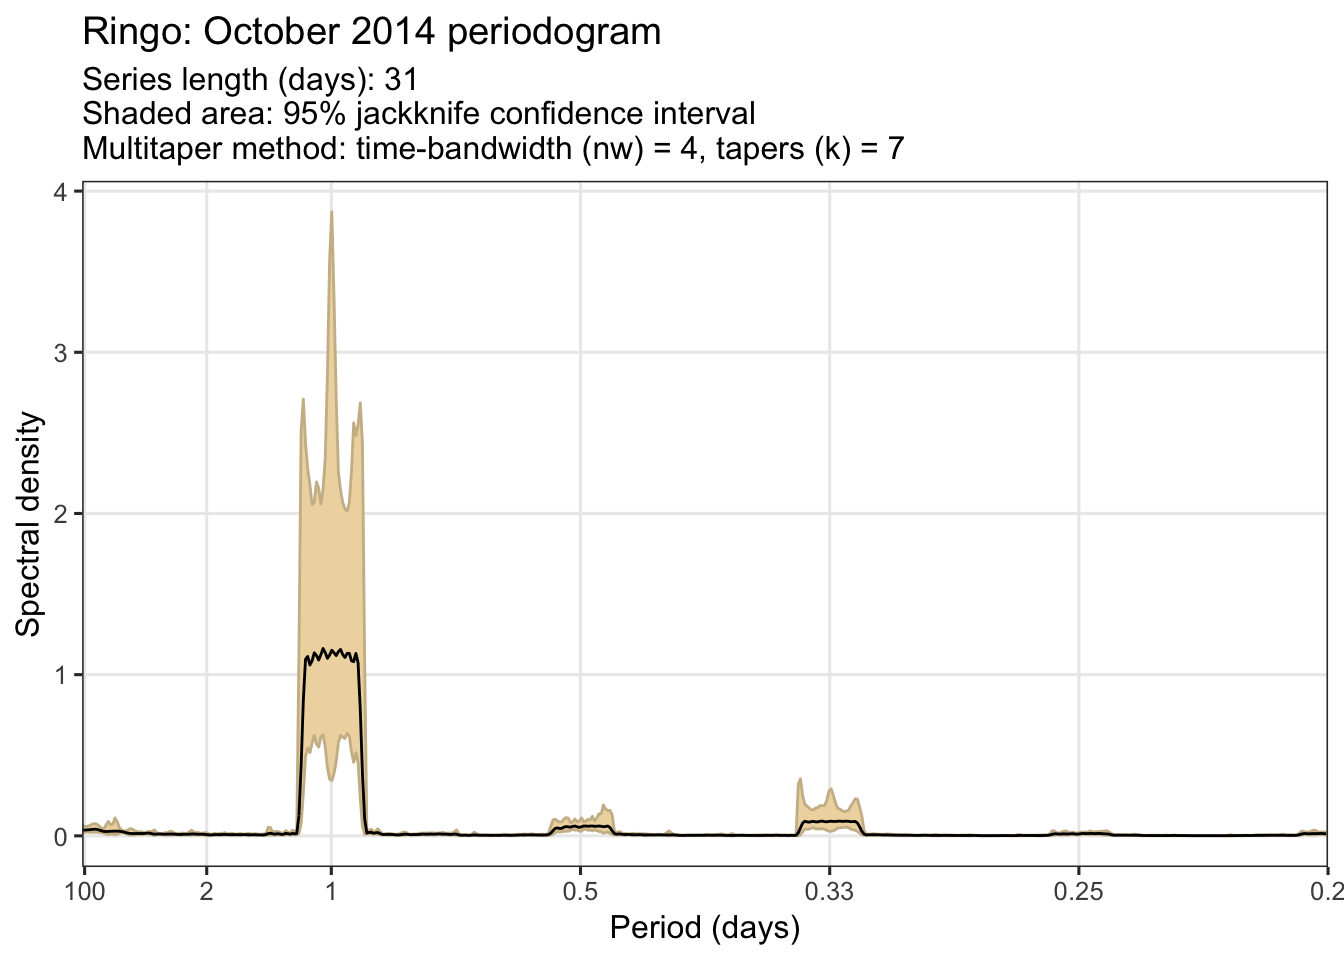 Ringo: October 2014 periodogram
Series length (days): 31
Shaded area: 95% jackknife confidence interval
Multitaper method: time-bandwidth (nw) = 4, tapers (k) = 7
4
3
2
1
0
Spectral density
100 2 1 0.5 0.33 0.25 0.2
Period (days)